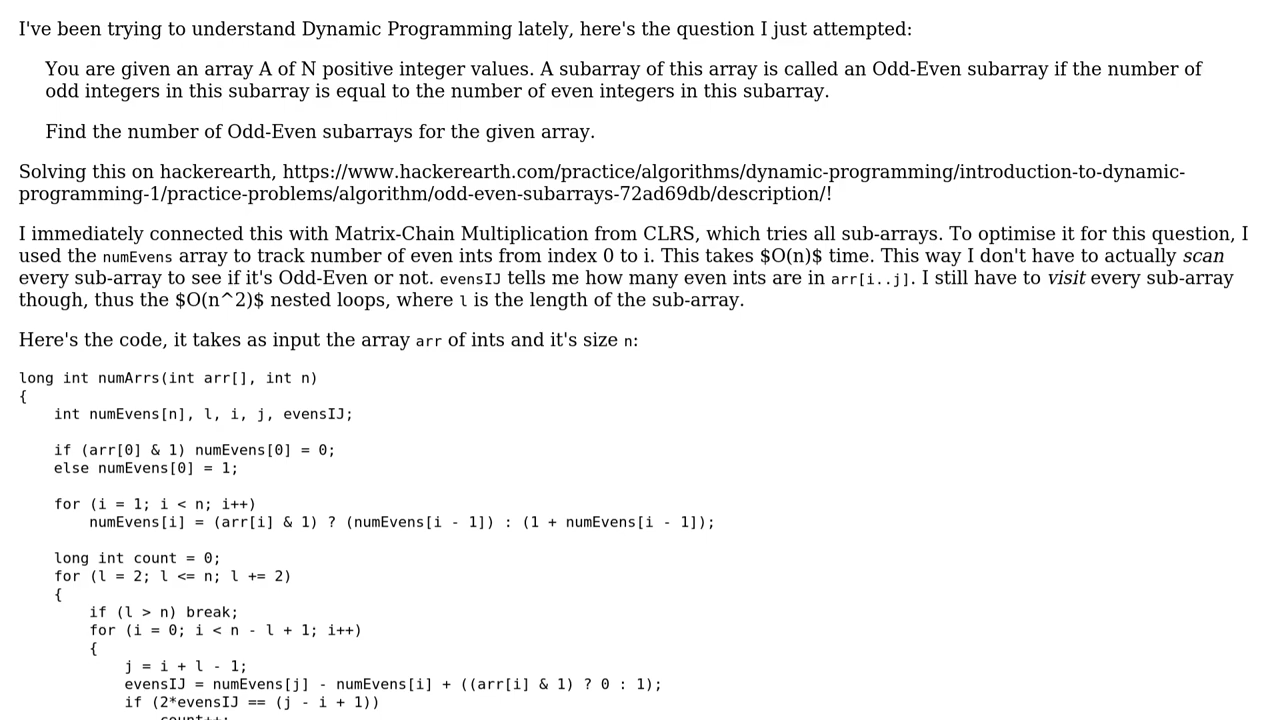 I've been trying to understand Dynamic Programming lately, here's the question I just attempted:
You are given an array A of N positive integer values. A subarray of this array is called an Odd-Even subarray if the number of
odd integers in this subarray is equal to the number of even integers in this subarray.
Find the number of Odd-Even subarrays for the given array.
Solving this on hackerearth, https://www.hackerearth.com/practice/algorithms/dynamic-programming/introduction-to-dynamic-
programming-1/practice-problems/algorithm/odd-even-subarrays-72ad69db/description/!
I immediately connected this with Matrix-Chain Multiplication from CLRS, which tries all sub-arrays. To optimise it for this question, I
used the numEvens array to track number of even ints from index 0 to i. This takes $O(n)$ time. This way I don't have to actually scan
every sub-array to see if it's Odd-Even or not. evensIJ tells me how many even ints are in arr[i..j]. I still have to visit every sub-array
though, thus the $O(n^2)$ nested loops, where l is the length of the sub-array.
Here's the code, it takes as input the array arr of ints and it's size n:
long int numArrs(int arr[], int n)
{
    int numEvens[n], l, i, j, evensIJ;
    if (arr[0] & 1) numEvens[0] = 0;
    else numEvens[0] = 1;
    for (i = 1; i < n; i++)
        numEvens[i] = (arr[i] & 1) ? (numEvens[i - 1]) : (1 + numEvens[i - 1]);
    long int count = 0;
    for (l = 2; l <= n; l += 2)
    {
        if (l > n) break;
        for (i = 0; i < n - l + 1; i++)
        {
            j = i + l - 1;
            evensIJ = numEvens[j] - numEvens[i] + ((arr[i] & 1) ? 0 : 1);
            if (2*evensIJ == (j - i + 1))
                count++;